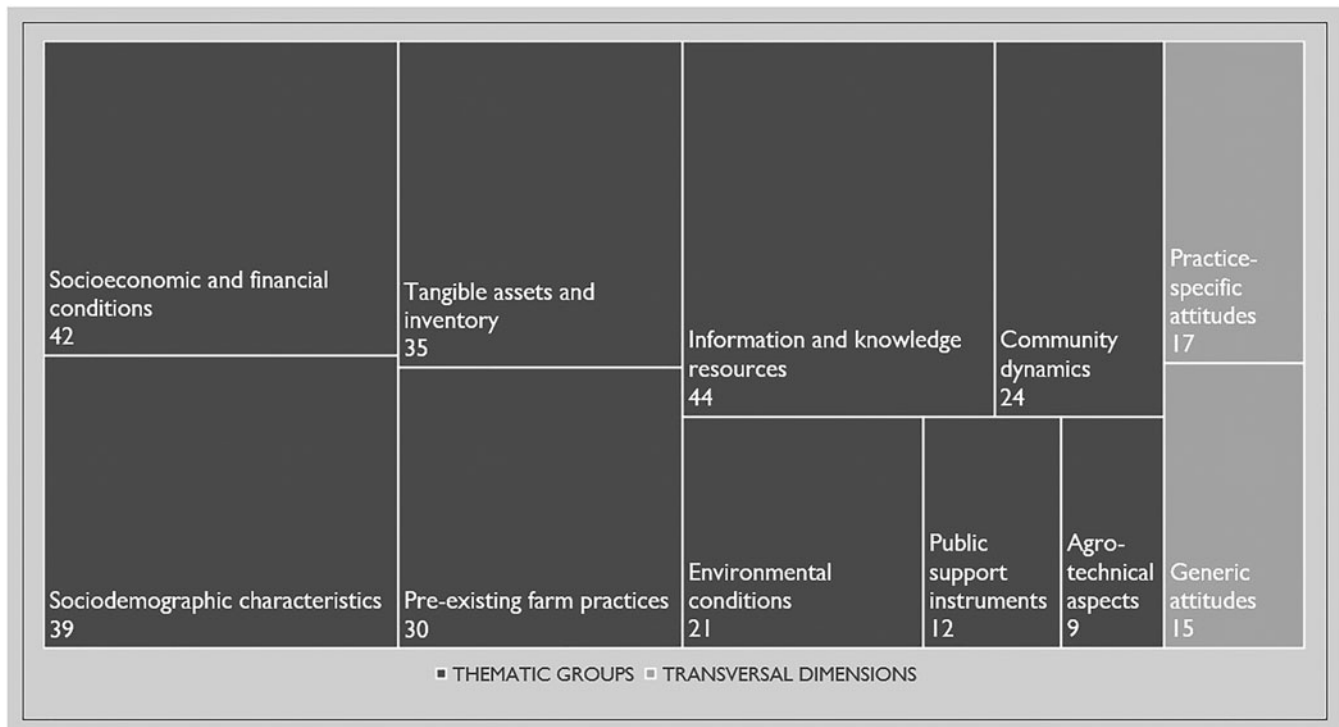 Socioeconomic and financial
conditions
42
Sociodemographic characteristics
39
Tangible assets and
inventory
35
Pre-existing farm practices
30
Information and knowledge
resources
44
Community
dynamics
24
Environmental
conditions
21
Public
support
instruments
12
Agro-
technical
aspects
9
Practice-
specific
attitudes
17
Generic
attitudes
15
THEMATIC GROUPS TRANSVERSAL DIMENSIONS